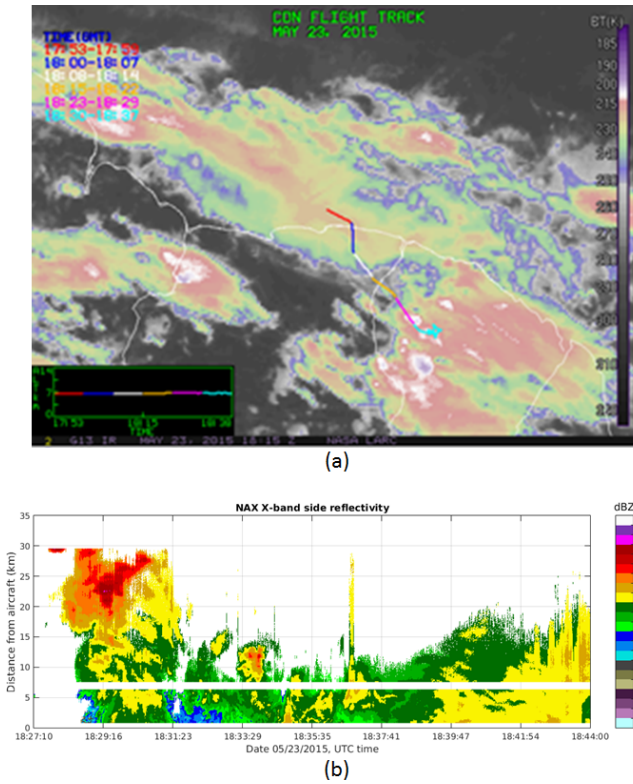 CDN FLIGHT TRACK
MAY 23, 2015
BT(K)
TIME(GMT)
17:53-17:59
18:00-18:07
18:08-18:14
18:23-18:29
18:30-18:37
185
190
195
200
205
215
230
17:53
18:15
TIME
2 G13 IR MAY 23, 2015 18:15 Z NASA LARC
(a)
NAX X-band side reflectivity
dBZ
Distance from aircraft (km)
35
30
25
20
15
10
5
0
18:27:10
18:29:16
18:31:23
18:33:29
18:35:35
18:37:41
18:39:47
18:41:54
18:44:00
Date 05/23/2015, UTC time
(b)